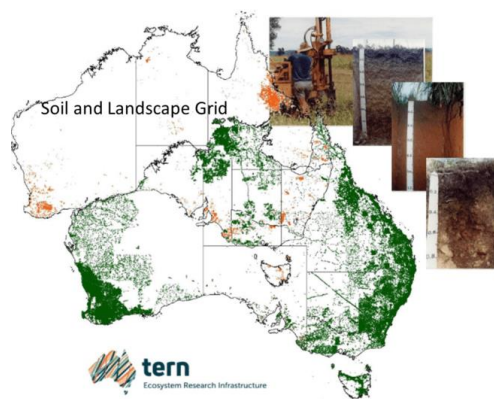 Soil and Landscape Grid
tern
Ecosystem Research Infrastructure